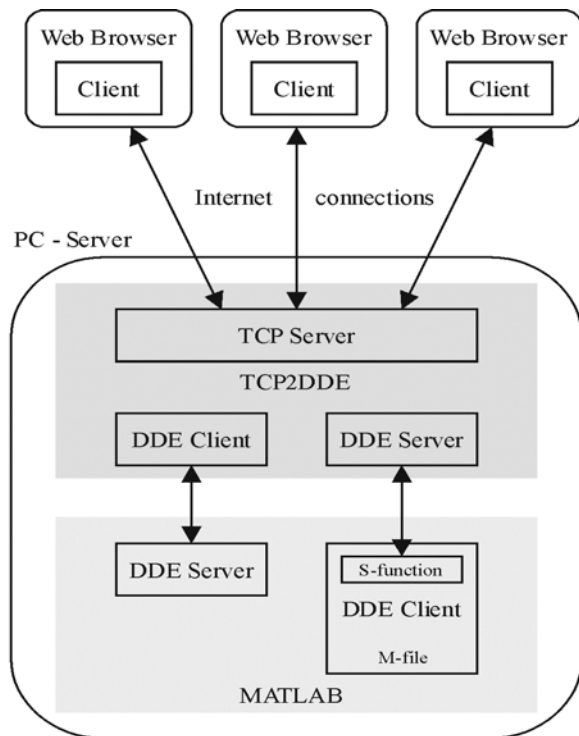 Web Browser
Client
Web Browser
Client
Web Browser
Client
Internet connections
PC - Server
TCP Server
TCP2DDE
DDE Client
DDE Server
DDE Server
S-function
DDE Client
M-file
MATLAB